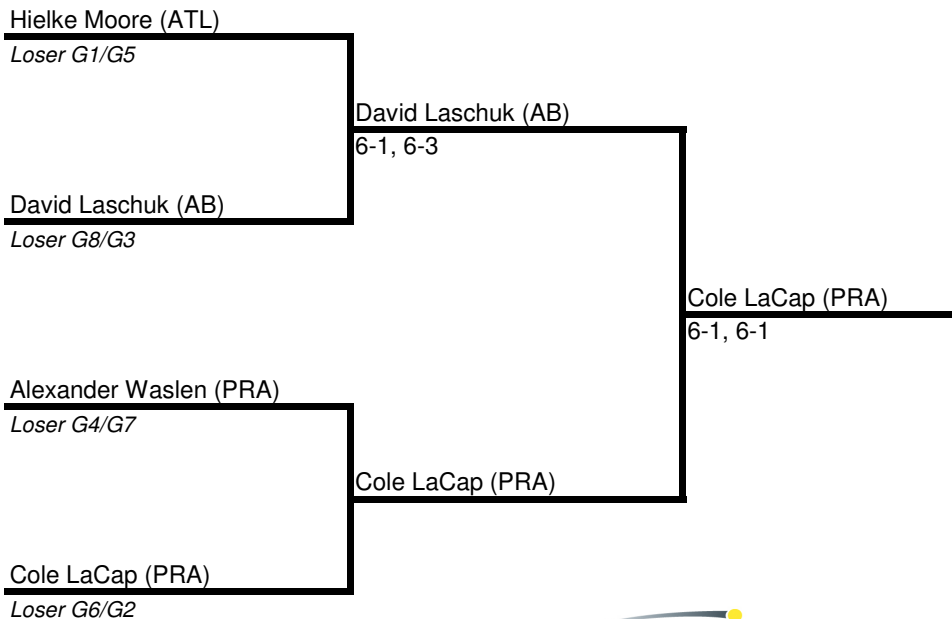 Hielke Moore (ATL)
Loser G1/G5
David Laschuk (AB)
6-1, 6-3
David Laschuk (AB)
Loser G8/G3
Cole LaCap (PRA)
6-1, 6-1
Alexander Waslen (PRA)
Loser G4/G7
Cole LaCap (PRA)
Cole LaCap (PRA)
Loser G6/G2